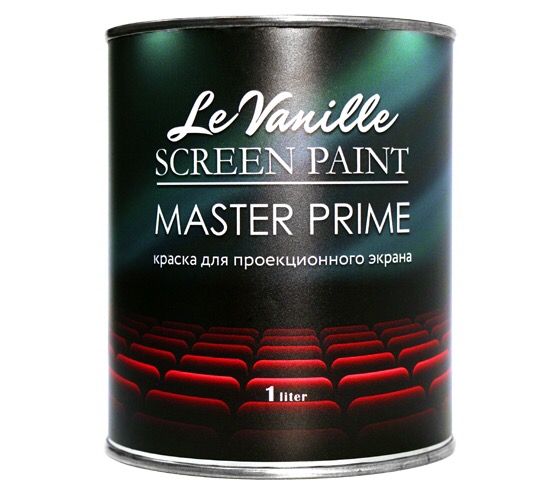 Le Vanille
SCREEN PAINT
MASTER PRIME
краска для проекционного экрана
1 liter